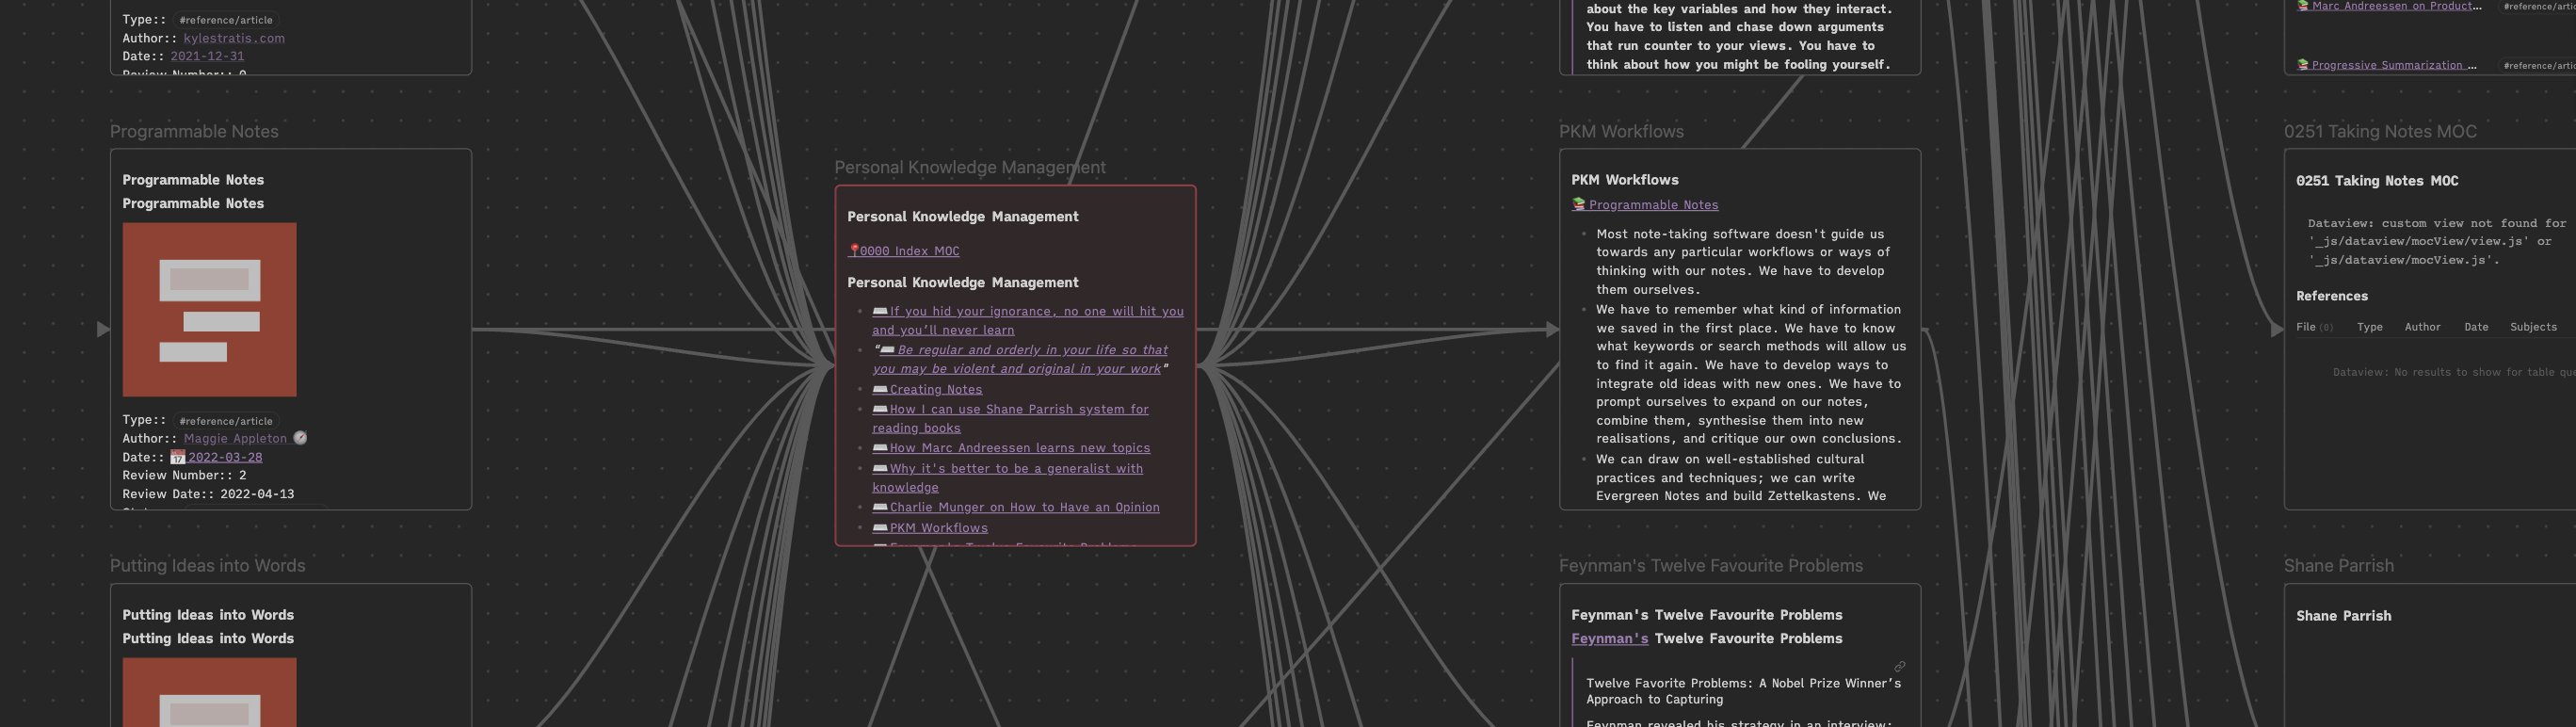 Type:: #reference/article
Author:: kylestratis.com
Date:: 2021-12-31
Review Number:: 0
Programmable Notes
Programmable Notes
Programmable Notes
Type:: #reference/article
Author:: Maggie Appleton
Date:: 2022-03-28
Review Number:: 2
Review Date:: 2022-04-13
Putting Ideas into Words
Putting Ideas into Words
Putting Ideas into Words
Personal Knowledge Management
Personal Knowledge Management
0000 Index MOC
Personal Knowledge Management
If you hid your ignorance, no one will hit you
and you’ll never learn
"Be regular and orderly in your life so that
you may be violent and original in your work"
Creating Notes
How I can use Shane Parrish system for
reading books
How Marc Andreessen learns new topics
Why it's better to be a generalist with
knowledge
Charlie Munger on How to Have an Opinion
PKM Workflows
about the key variables and how they interact.
You have to listen and chase down arguments
that run counter to your views. You have to
think about how you might be fooling yourself.
PKM Workflows
PKM Workflows
Programmable Notes
Most note-taking software doesn't guide us
towards any particular workflows or ways of
thinking with our notes. We have to develop
them ourselves.
We have to remember what kind of information
we saved in the first place. We have to know
what keywords or search methods will allow us
to find it again. We have to develop ways to
integrate old ideas with new ones. We have to
prompt ourselves to expand on our notes,
combine them, synthesise them into new
realisations, and critique our own conclusions.
We can draw on well-established cultural
practices and techniques; we can write
Evergreen Notes and build Zettelkastens. We
Feynman's Twelve Favourite Problems
Feynman's Twelve Favourite Problems
Feynman's Twelve Favourite Problems
Twelve Favorite Problems: A Nobel Prize Winner’s
Approach to Capturing
Feynman revealed his strategy in an interview:
Marc Andreessen on Product... #reference/artic
Progressive Summarization ... #reference/artic
0251 Taking Notes MOC
0251 Taking Notes MOC
Dataview: custom view not found for
'_js/dataview/mocView/view.js' or
'_js/dataview/mocView.js'.
References
File (0) Type Author Date Subjects
Dataview: No results to show for table que
Shane Parrish
Shane Parrish